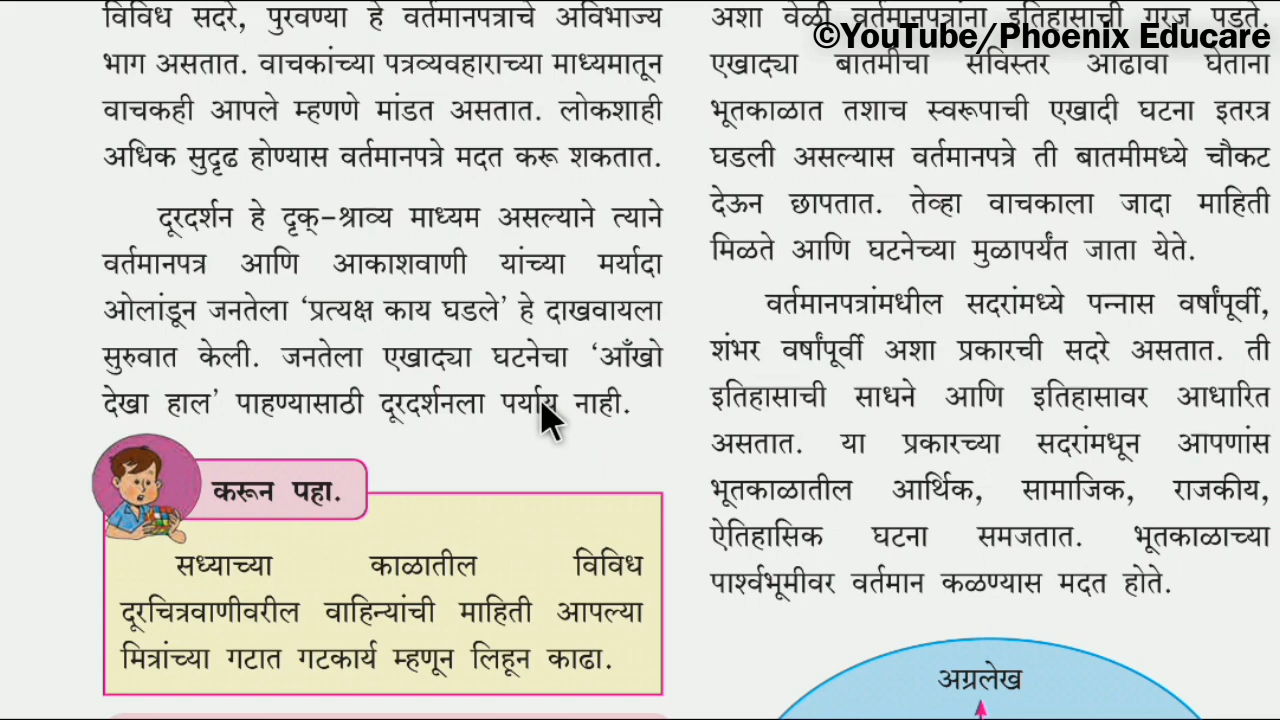 विविध सदरे, पुरवण्या हे वर्तमानपत्राचे अविभाज्य
भाग असतात. वाचकांच्या पत्रव्यवहाराच्या माध्यमातून
वाचकही आपले म्हणणे मांडत असतात. लोकशाही
अधिक सुदृढ होण्यास वर्तमानपत्रे मदत करू शकतात.
दूरदर्शन हे दृक्-श्राव्य माध्यम असल्याने त्याने
वर्तमानपत्र आणि आकाशवाणी यांच्या मर्यादा
ओलांडून जनतेला ‘प्रत्यक्ष काय घडले’ हे दाखवायला
सुरुवात केली. जनतेला एखाद्या घटनेचा ‘आँखो
देखा हाल’ पाहण्यासाठी दूरदर्शनला पर्याय नाही.
करून पहा.
सध्याच्या काळातील विविध
दूरचित्रवाणीवरील वाहिन्यांची माहिती आपल्या
मित्रांच्या गटात गटकार्य म्हणून लिहून काढा.
अशा वेळी वर्तमानपत्रांना इतिहासाची गरज पडते.
©YouTube/Phoenix Educare
एखाद्या बातमीचा सविस्तर आढावा घेताना
भूतकाळात तशाच स्वरूपाची एखादी घटना इतरत्र
घडली असल्यास वर्तमानपत्रे ती बातमीमध्ये चौकट
देऊन छापतात. तेव्हा वाचकाला जादा माहिती
मिळते आणि घटनेच्या मुळापर्यंत जाता येते.
वर्तमानपत्रांमधील सदरांमध्ये पन्नास वर्षांपूर्वी,
शंभर वर्षांपूर्वी अशा प्रकारची सदरे असतात. ती
इतिहासाची साधने आणि इतिहासावर आधारित
असतात. या प्रकारच्या सदरांमधून आपणांस
भूतकाळातील आर्थिक, सामाजिक, राजकीय,
ऐतिहासिक घटना समजतात. भूतकाळाच्या
पार्श्वभूमीवर वर्तमान कळण्यास मदत होते.
अग्रलेख